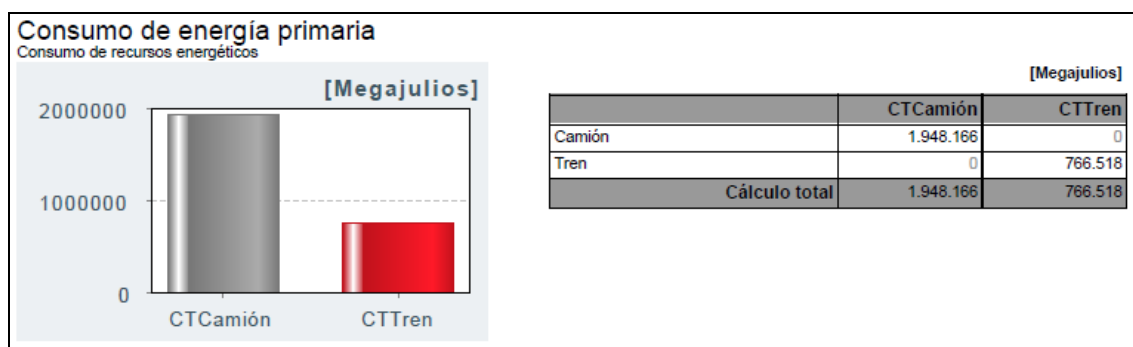 Consumo de energía primaria
Consumo de recursos energéticos
[Megajulios]
2000000
1000000
0
CTCamión CTTren
[Megajulios]
CTCamión CTTren
Camión 1.948.166 0
Tren 0 766.518
Cálculo total 1.948.166 766.518